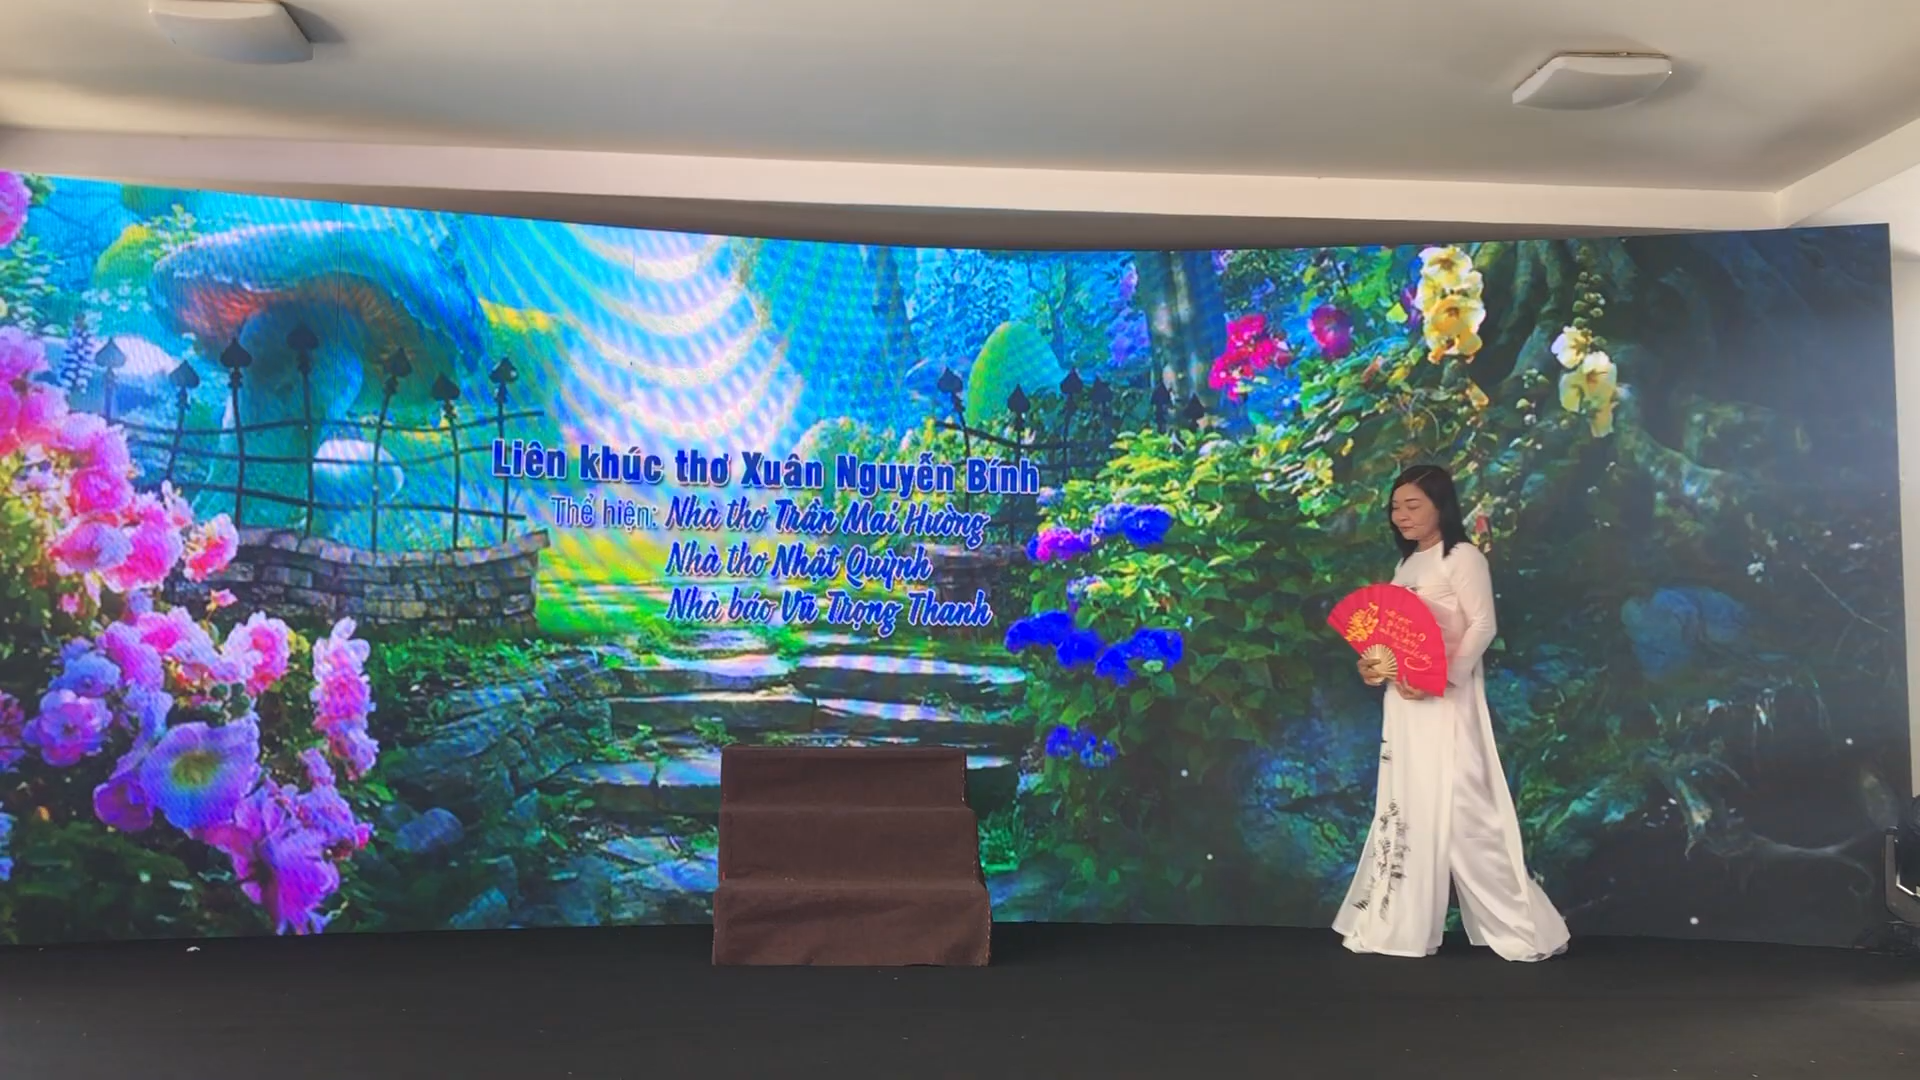 Liên khúc thơ Xuân Nguyễn Bính
Thể hiện: Nhà thơ Trần Mai Hường
Nhà thơ Nhật Quỳnh
Nhà báo Vũ Trọng Thanh